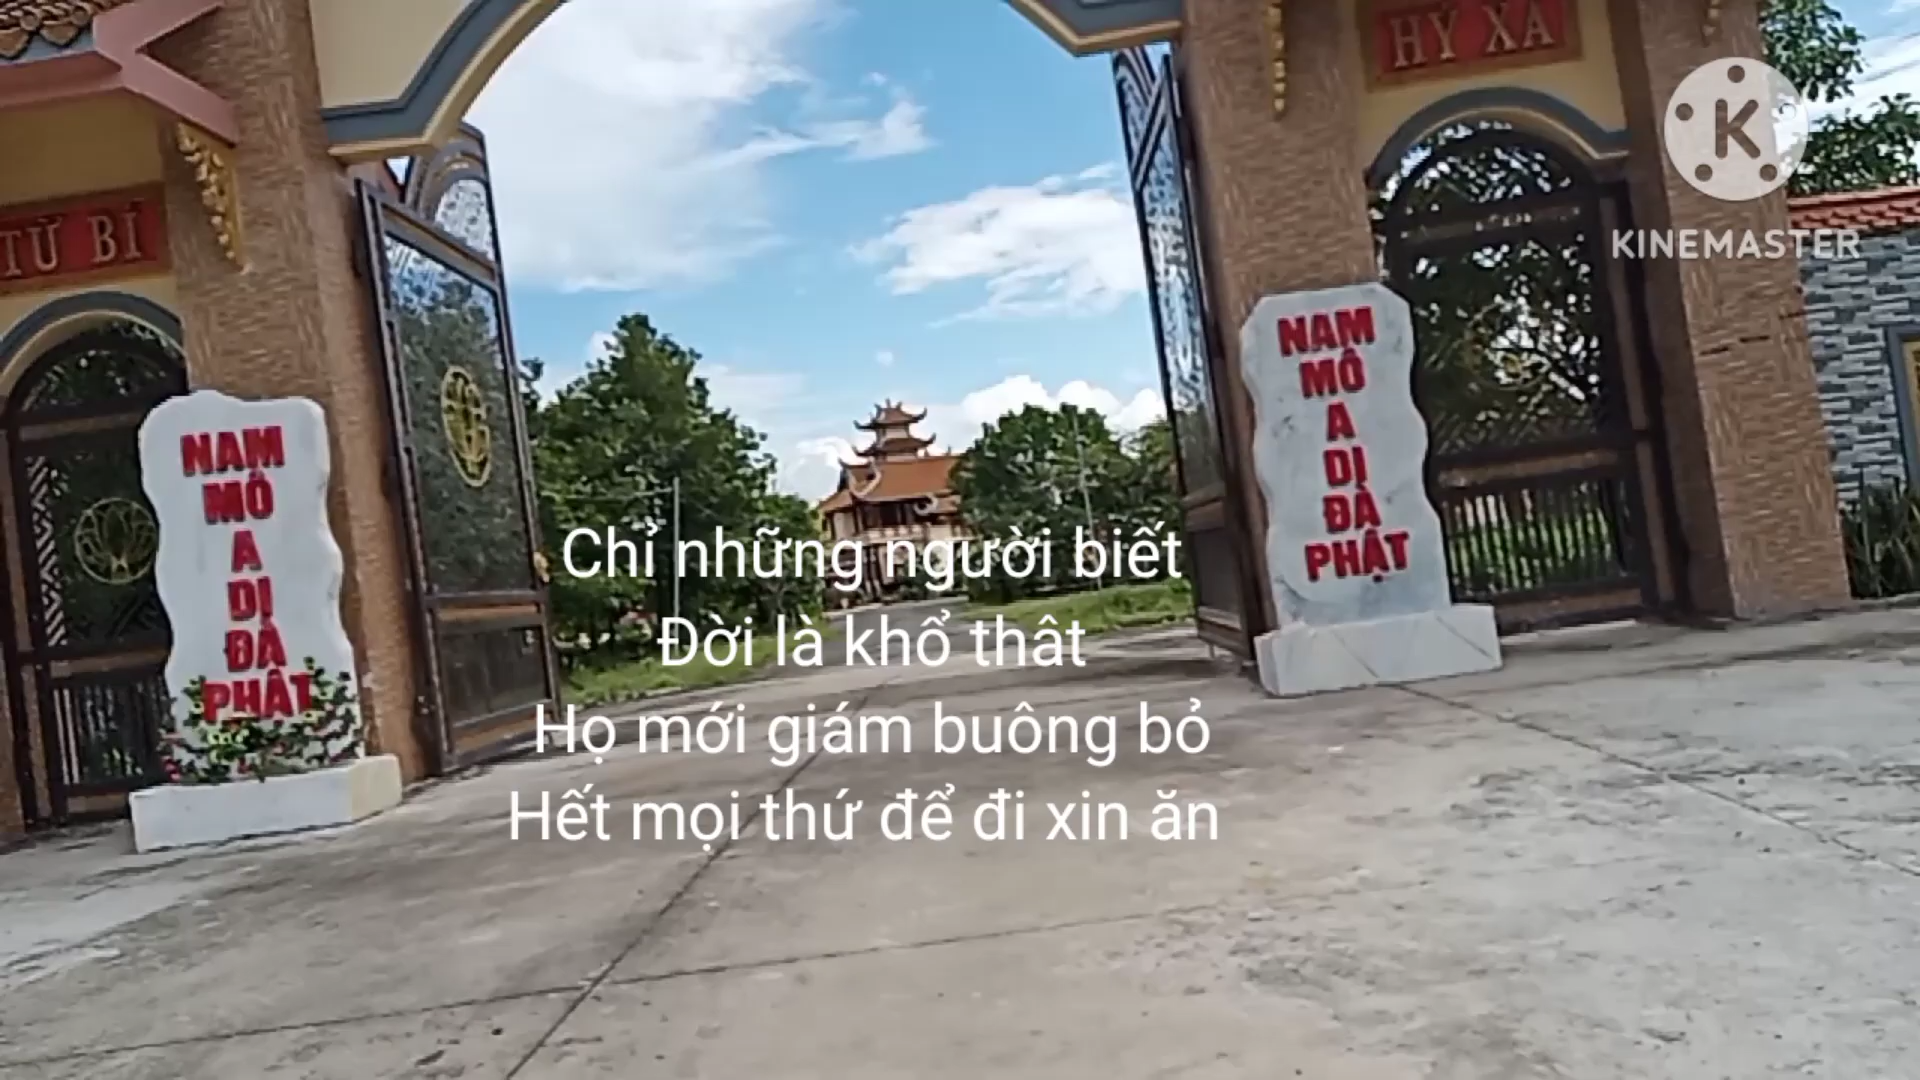 HỶ XẢ
TỪ BI
KINEMASTER
NAM
MÔ
A
DI
ĐÀ
PHẬT
NAM
MÔ
A
DI
ĐÀ
PHẬT
Chỉ những người biết
Đời là khổ thât
Họ mới giám buông bỏ
Hết mọi thứ để đi xin ăn